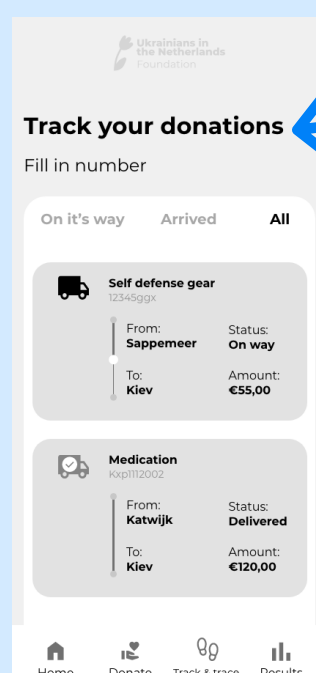 Ukrainians in
the Netherlands
Foundation
Track your donations
Fill in number
On it's way Arrived All
Self defense gear
12345ggx
From: Status:
Sappemeer On way
To: Amount:
Kiev €55,00
Medication
Kxp1112002
From: Status:
Katwijk Delivered
To: Amount:
Kiev €120,00
Home Donate Track & trace Results